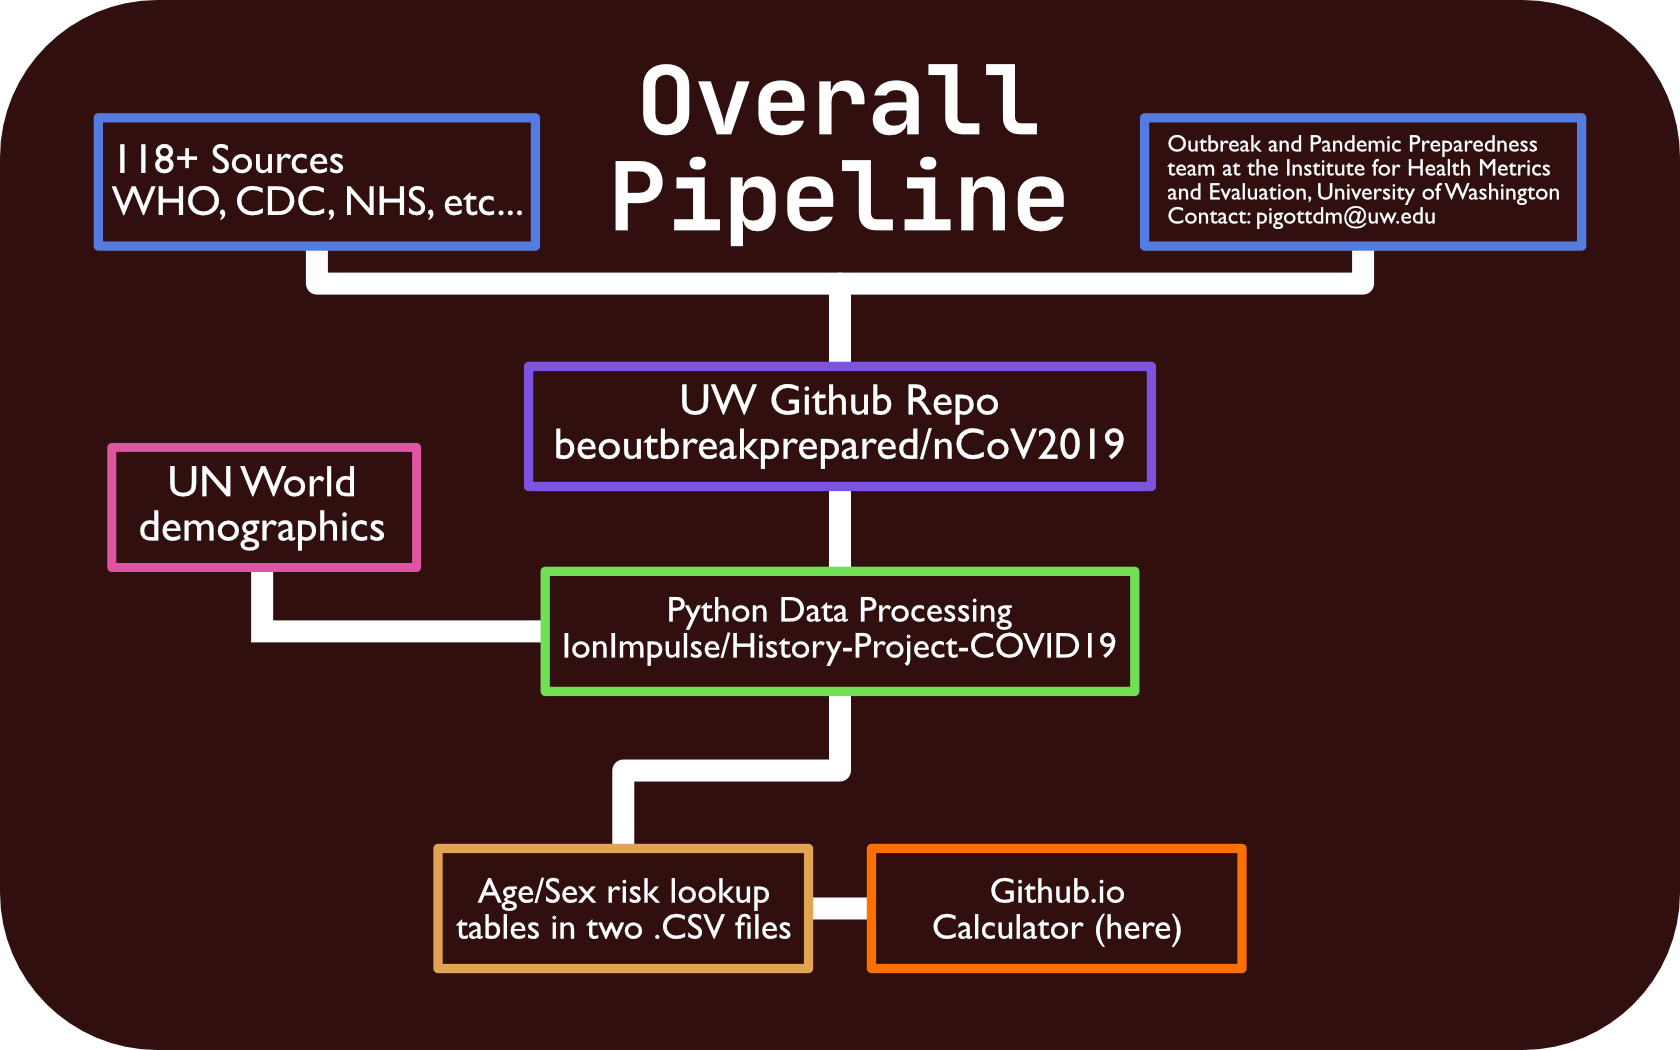 Overall
Pipeline
118+ Sources
WHO, CDC, NHS, etc...
Outbreak and Pandemic Preparedness
team at the Institute for Health Metrics
and Evaluation, University of Washington
Contact: pigottdm@uw.edu
UW Github Repo
beoutbreakprepared/nCoV2019
UN World
demographics
Python Data Processing
IonImpulse/History-Project-COVID19
Age/Sex risk lookup
tables in two .CSV files
Github.io
Calculator (here)